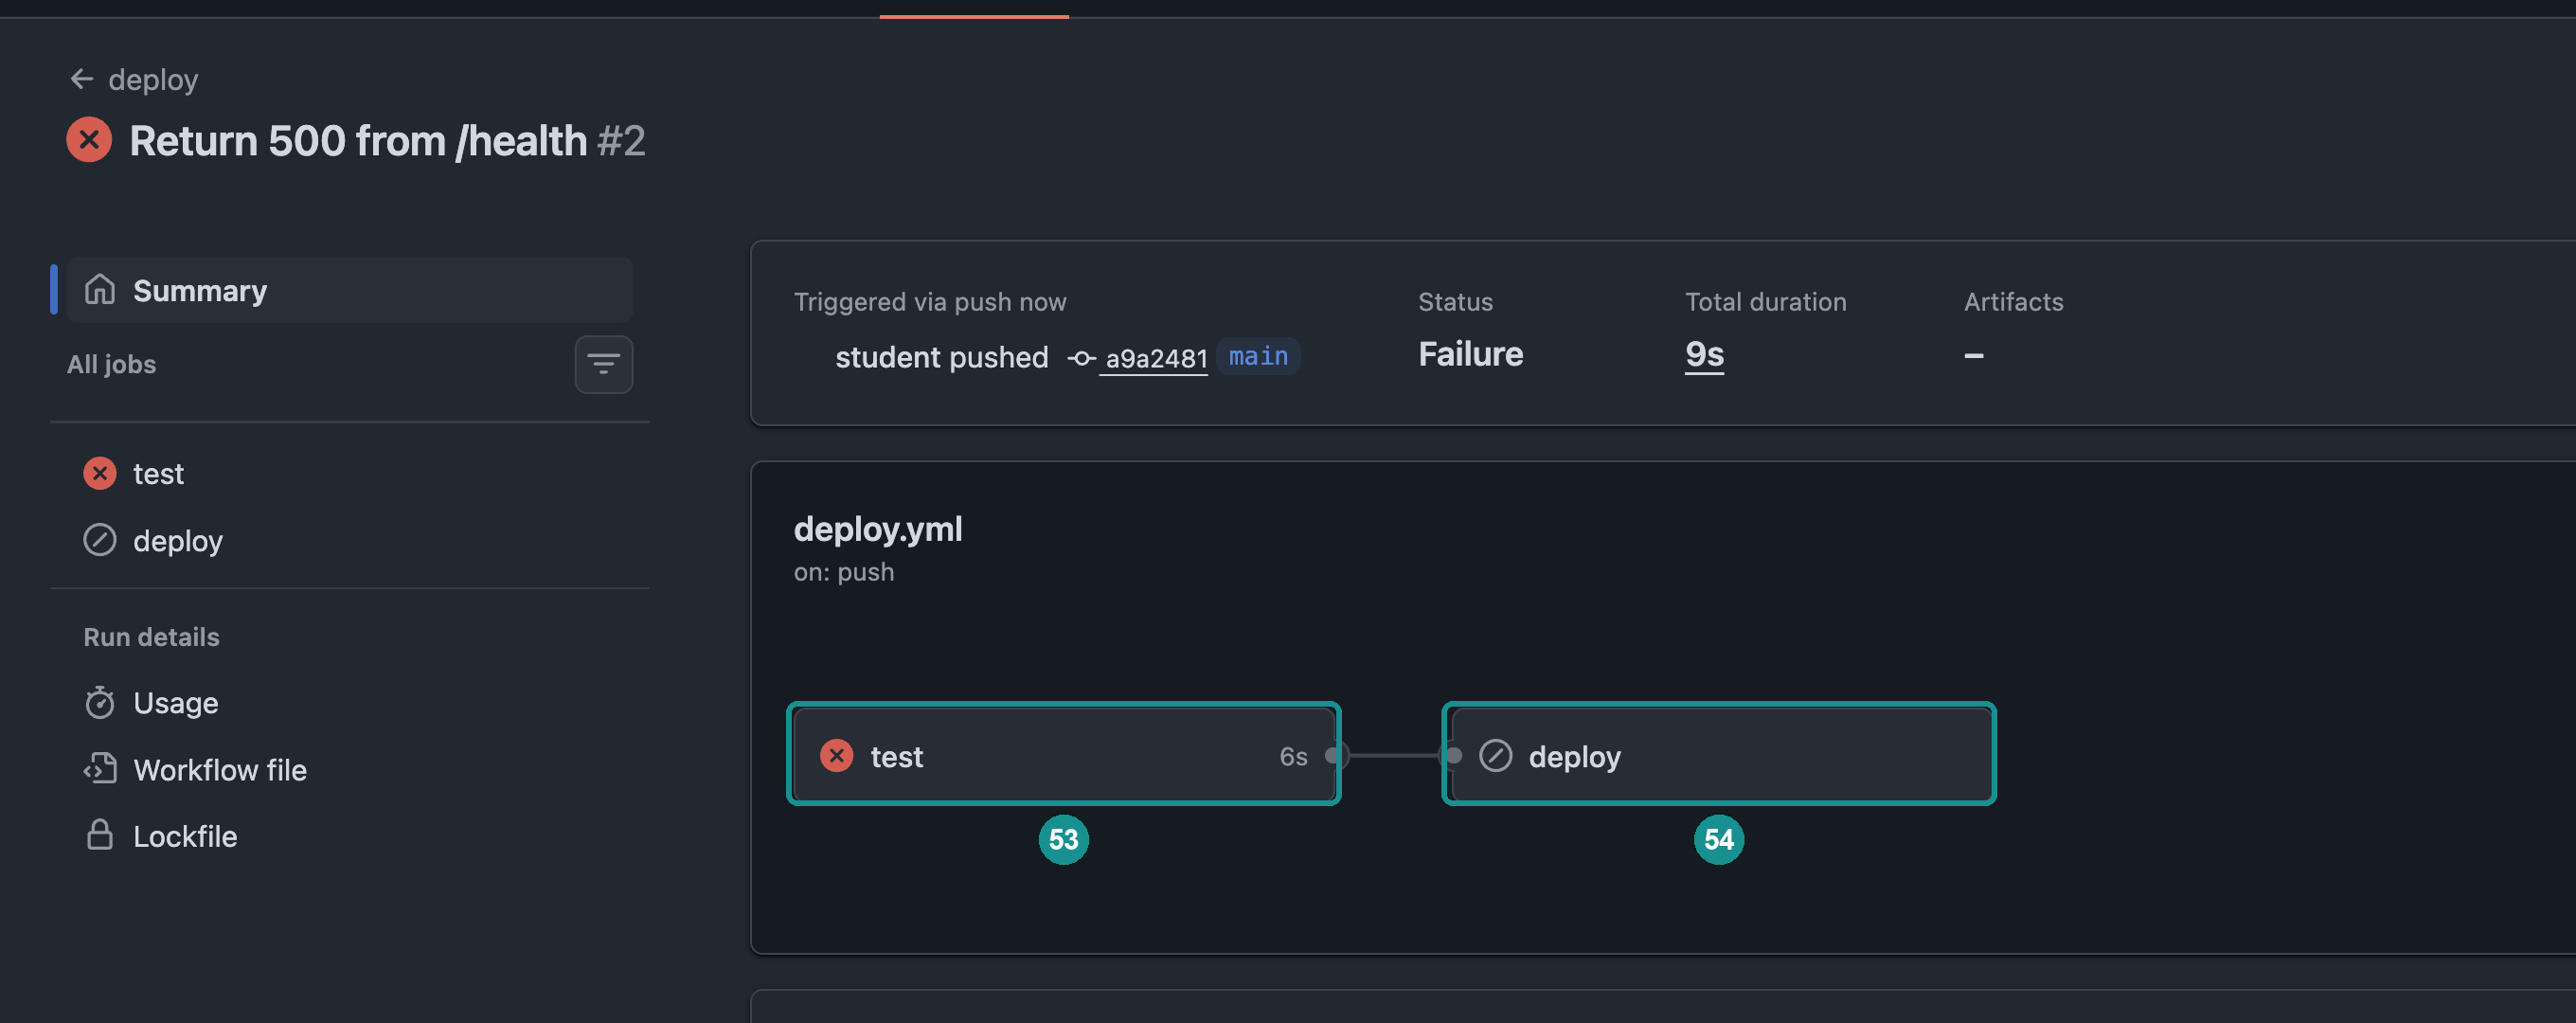 deploy
Return 500 from /health #2
Summary
All jobs
test
deploy
Run details
Usage
Workflow file
Lockfile
Triggered via push now
student pushed a9a2481 main
Status
Failure
Total duration
9s
Artifacts
–
deploy.yml
on: push
test 6s
deploy
53
54